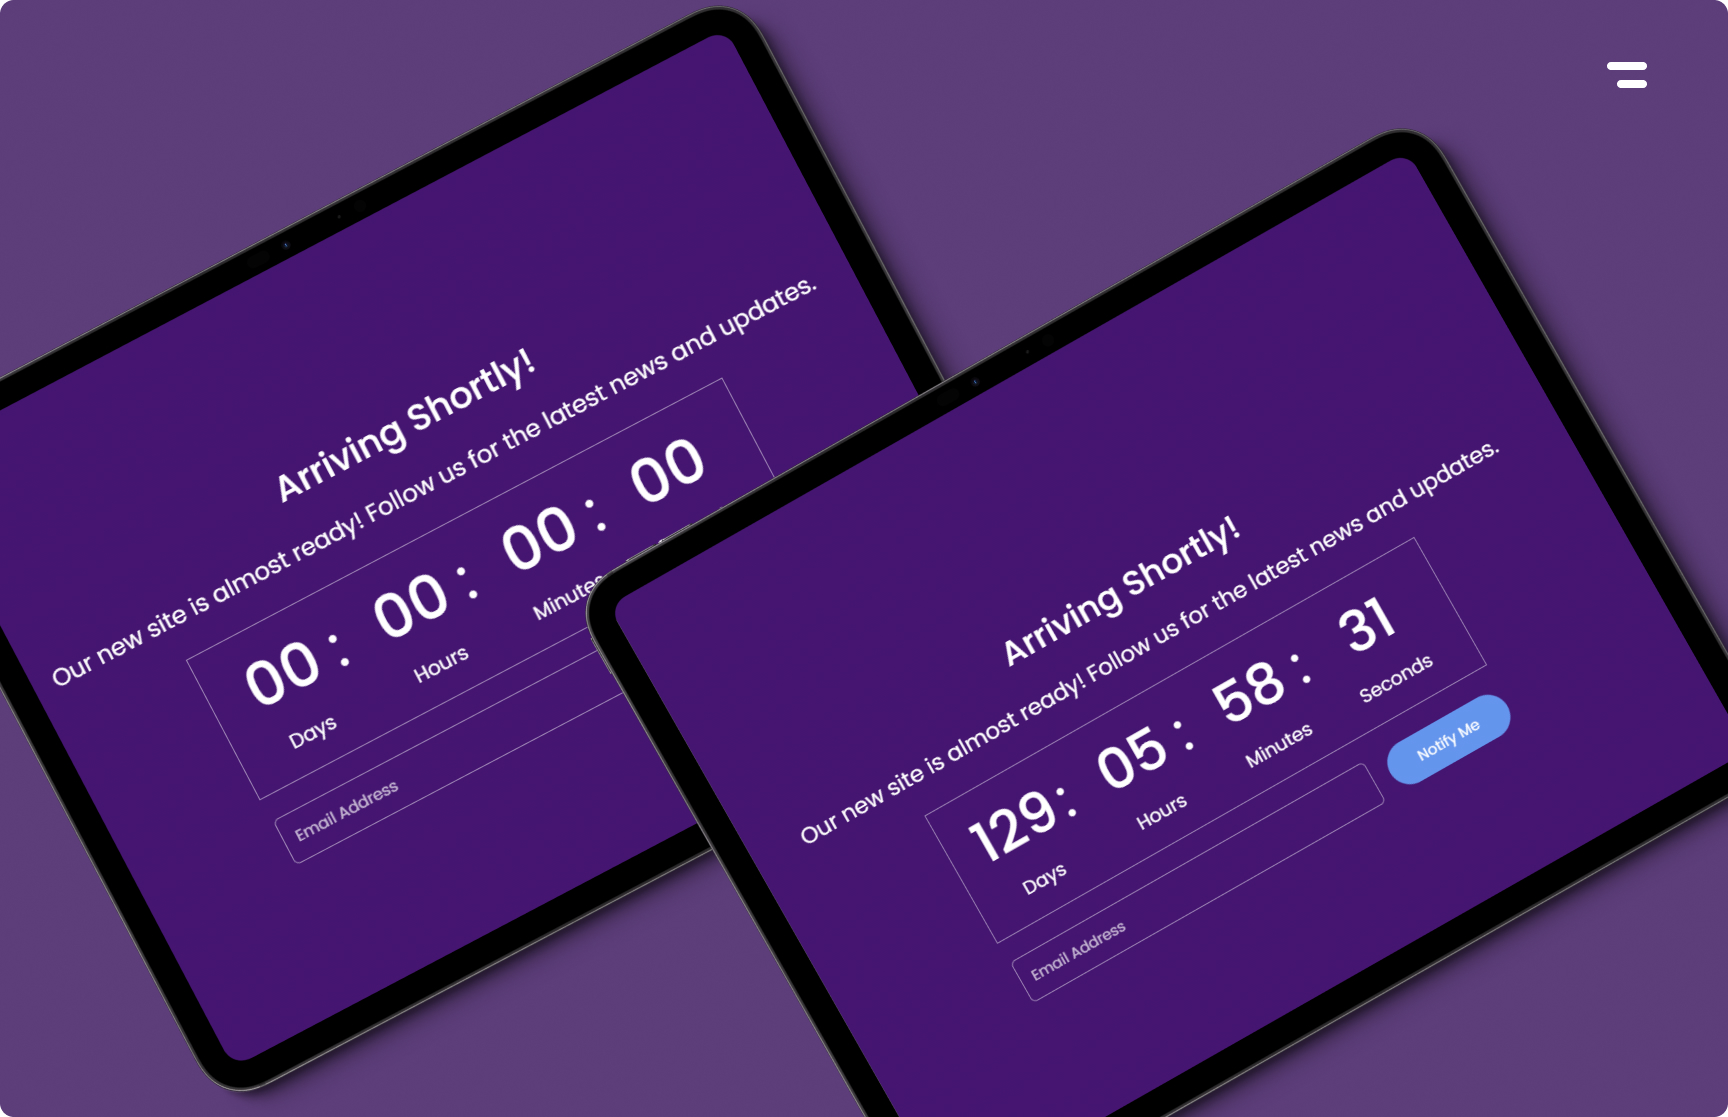 Arriving Shortly!
Our new site is almost ready! Follow us for the latest news and updates.
00 : 00 : 00 : 00
Days Hours Minutes
Email Address
Arriving Shortly!
Our new site is almost ready! Follow us for the latest news and updates.
129 : 05 : 58 : 31
Days Hours Minutes Seconds
Email Address
Notify Me